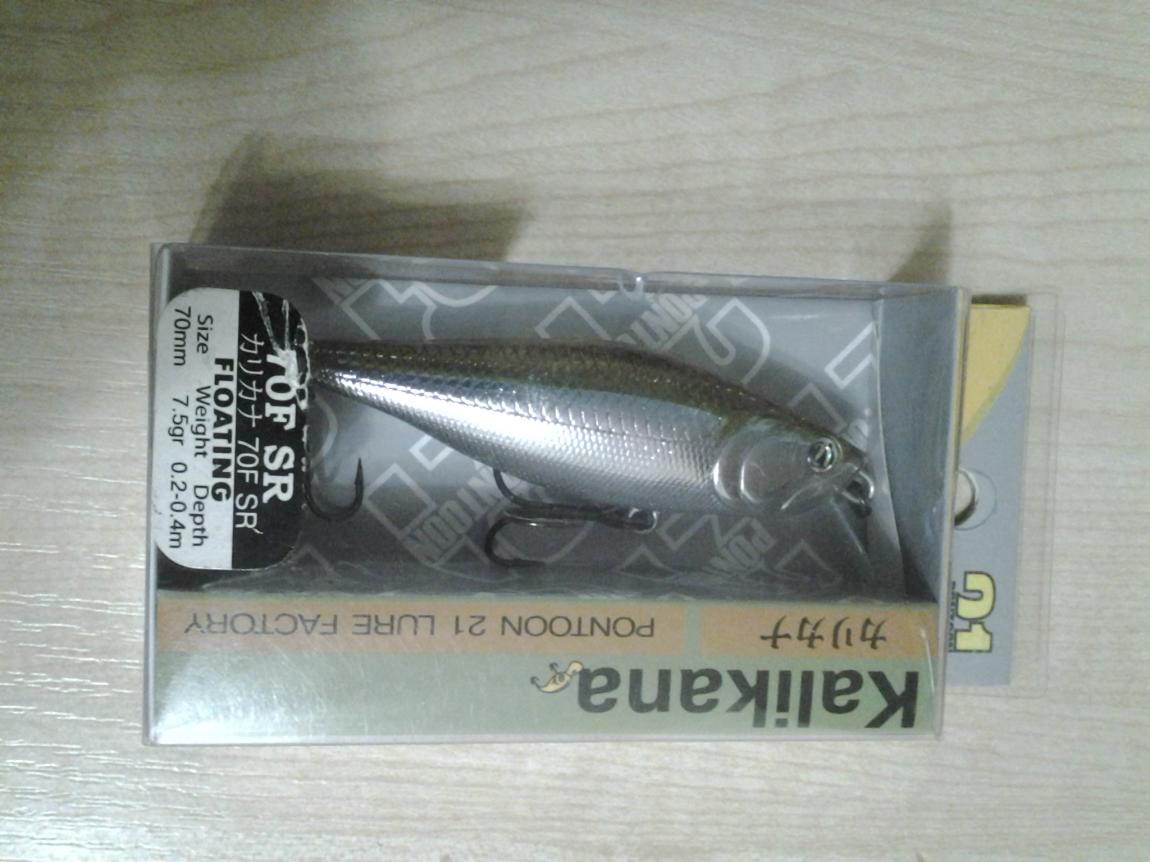 70F SR
カリカナ 70F SR
FLOATING
Size Weight Depth
70mm 7.5gr 0.2-0.4m
カリカナ
PONTOON 21 LURE FACTORY
Kalikana
21